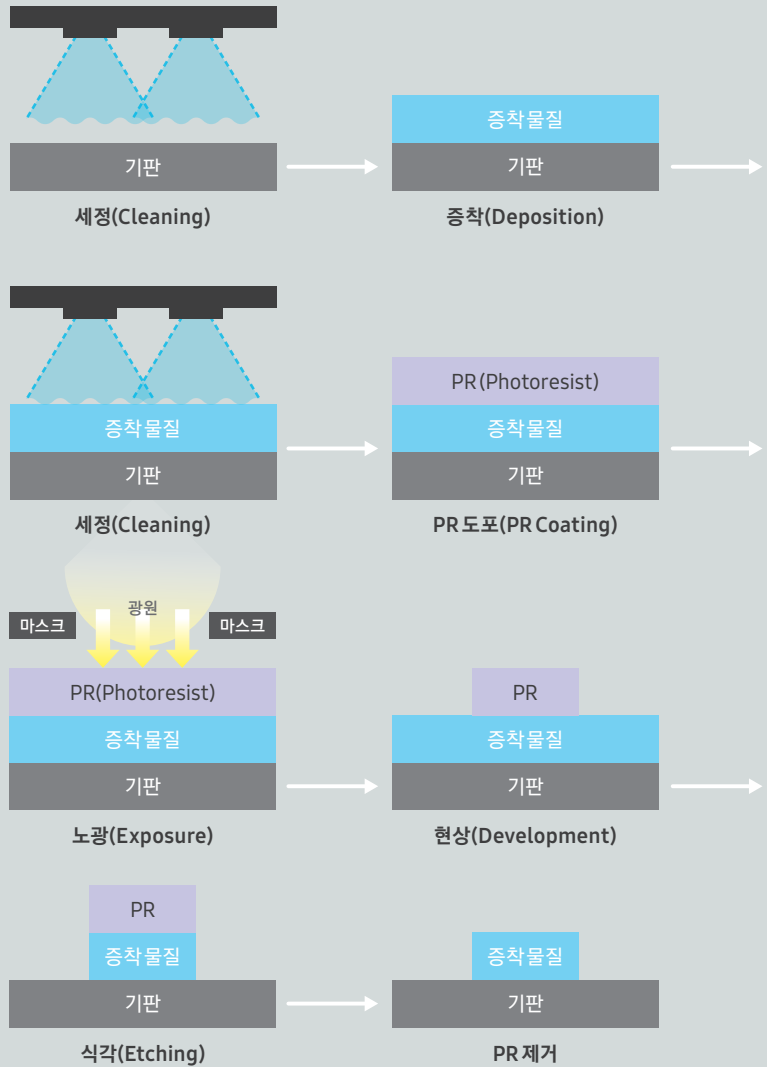 증착물질
기판
기판
세정(Cleaning)
증착(Deposition)
증착물질
기판
세정(Cleaning)
PR(Photoresist)
증착물질
기판
PR 도포(PR Coating)
광원
마스크
마스크
PR(Photoresist)
증착물질
기판
노광(Exposure)
PR
증착물질
기판
현상(Development)
PR
증착물질
기판
식각(Etching)
증착물질
기판
PR 제거